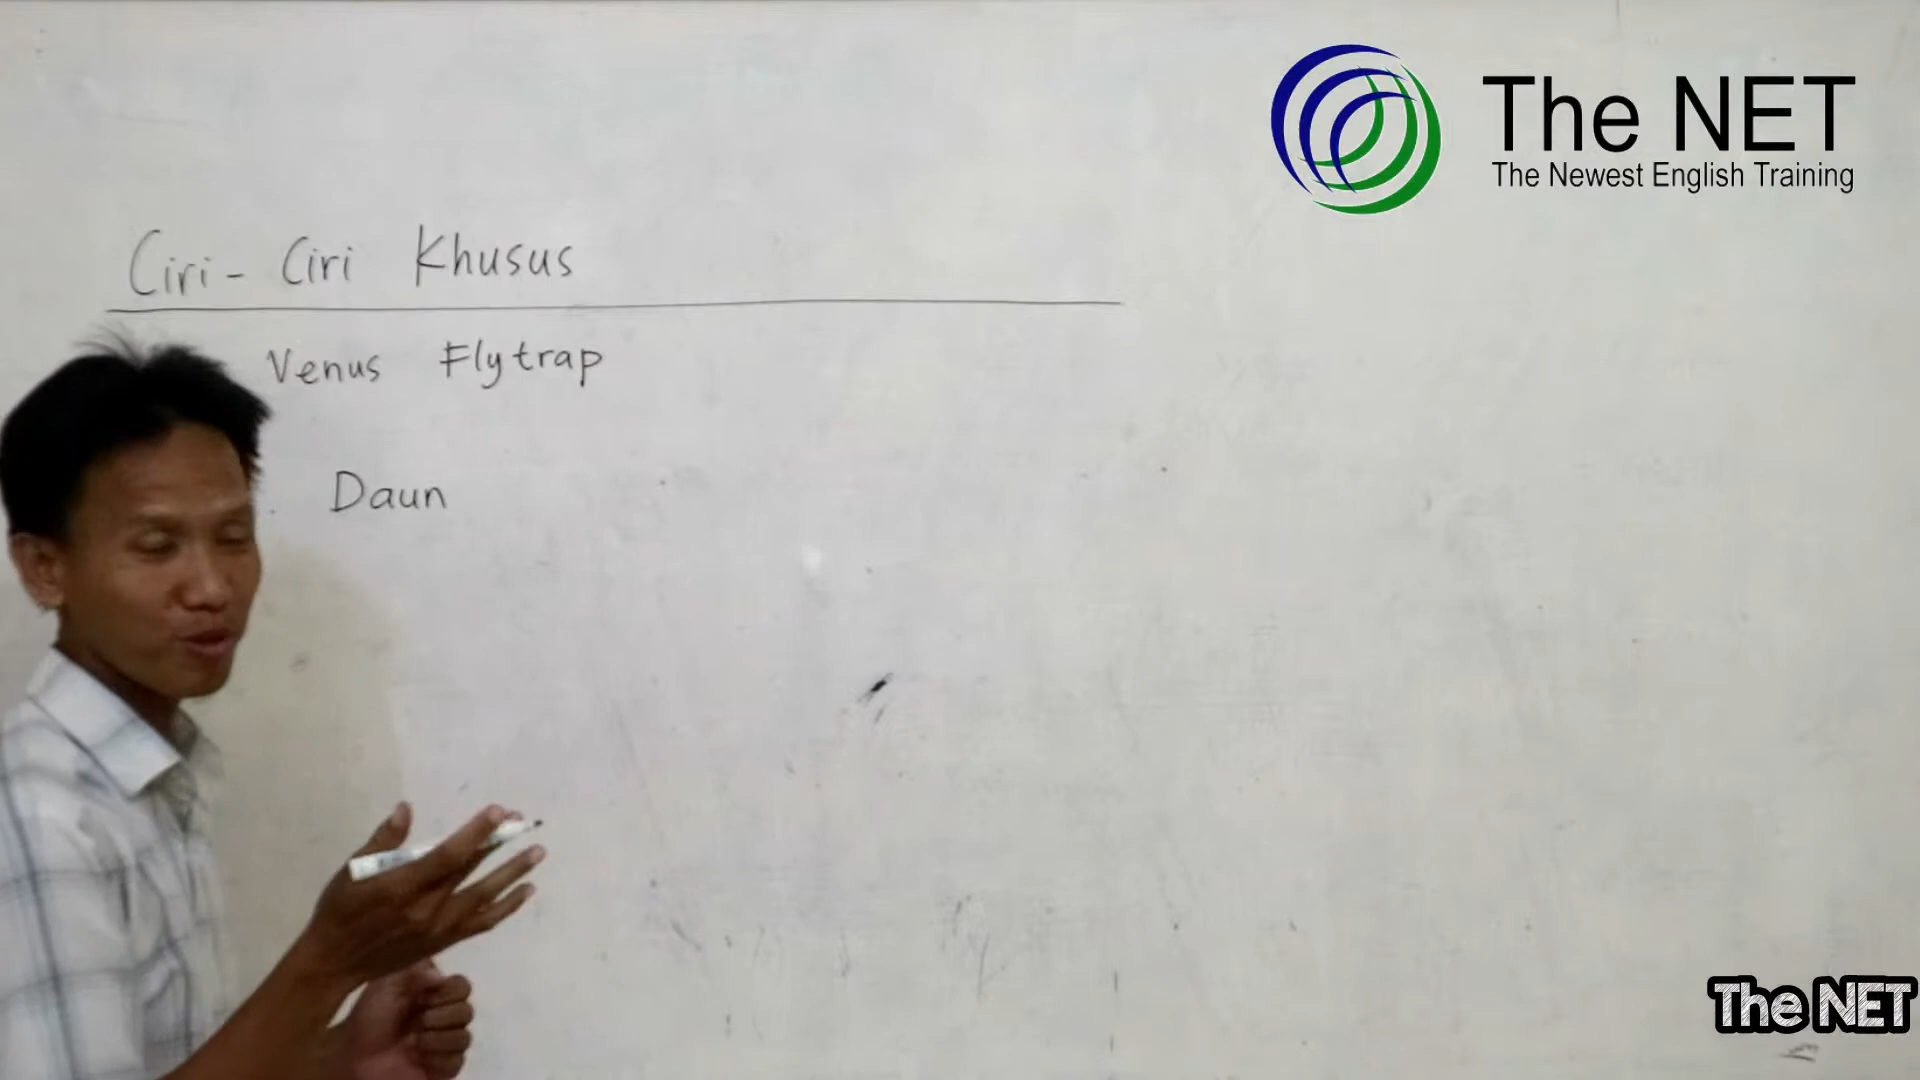 The NET
The Newest English Training
Ciri - Ciri Khusus
Venus Flytrap
Daun
The NET